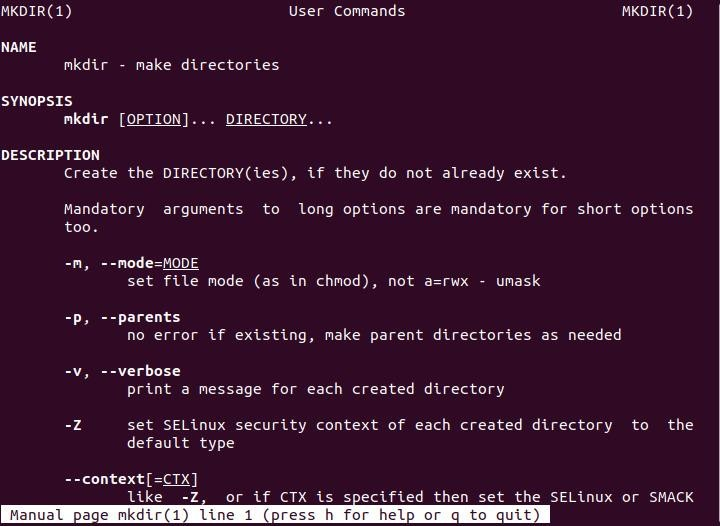 MKDIR(1) User Commands MKDIR(1)
NAME
mkdir - make directories
SYNOPSIS
mkdir [OPTION]... DIRECTORY...
DESCRIPTION
Create the DIRECTORY(ies), if they do not already exist.
Mandatory arguments to long options are mandatory for short options
too.
-m, --mode=MODE
set file mode (as in chmod), not a=rwx - umask
-p, --parents
no error if existing, make parent directories as needed
-v, --verbose
print a message for each created directory
-Z set SELinux security context of each created directory to the
default type
--context[=CTX]
like -Z, or if CTX is specified then set the SELinux or SMACK
Manual page mkdir(1) line 1 (press h for help or q to quit)